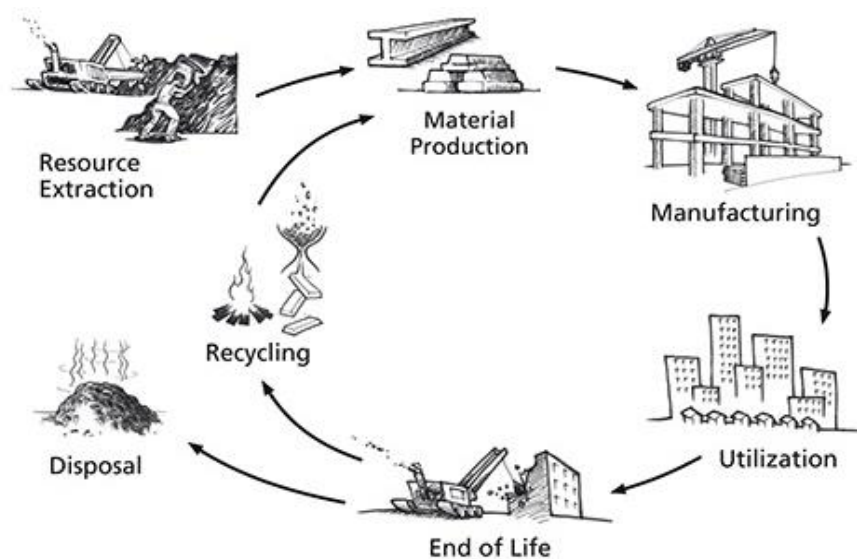 Resource
Extraction
Material
Production
Manufacturing
Utilization
End of Life
Recycling
Disposal